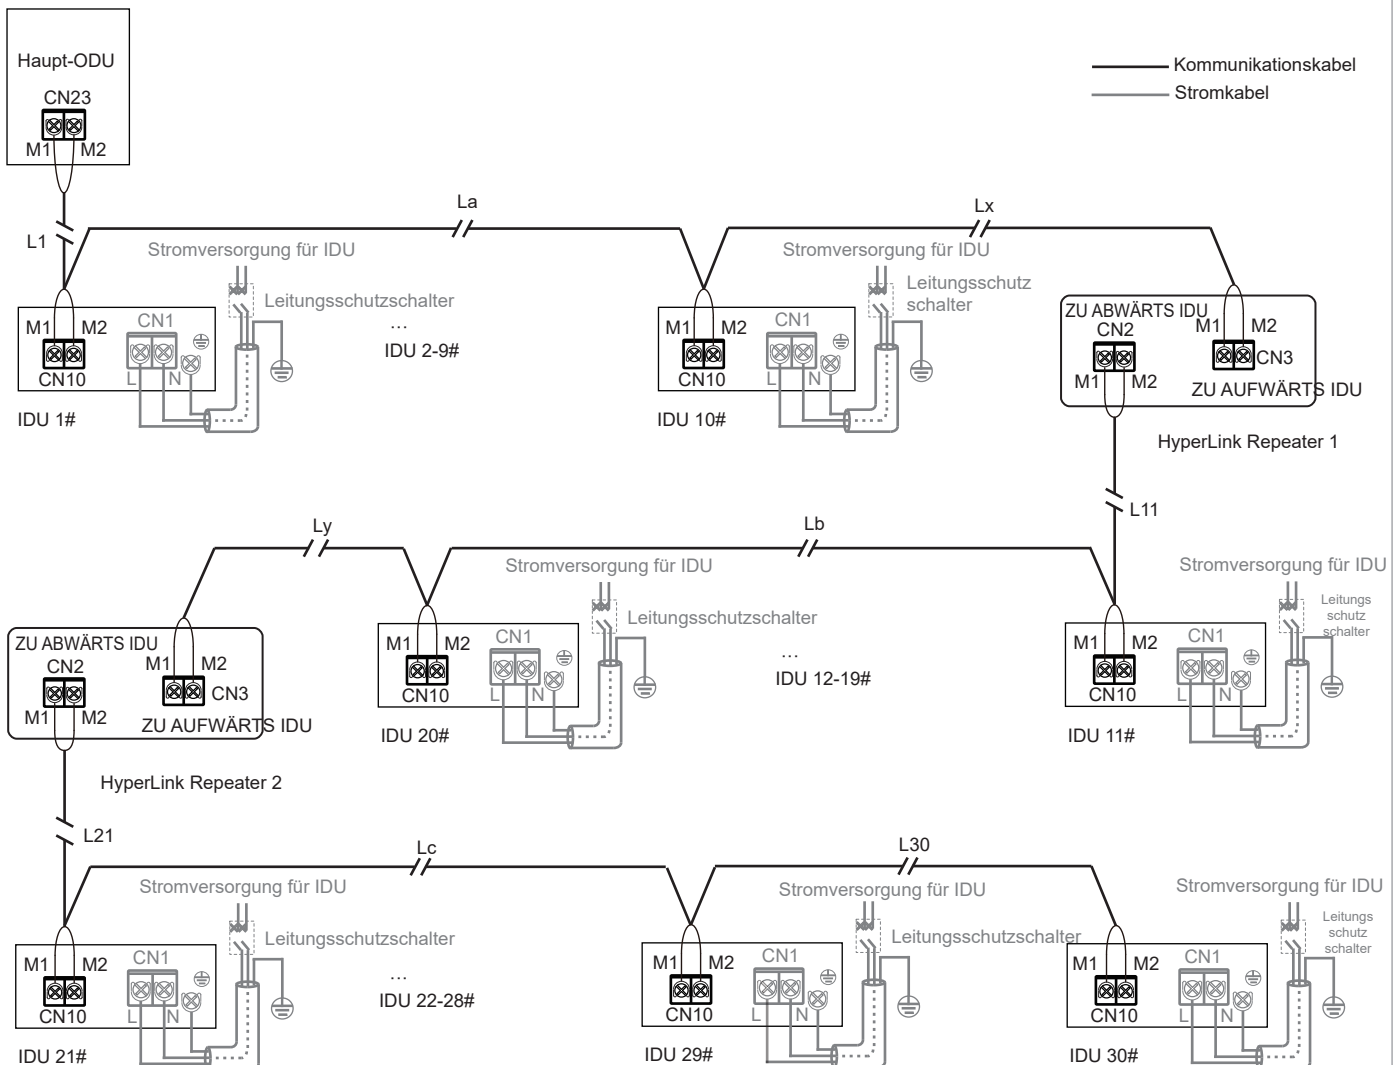 Haupt-ODU
CN23
M1 M2
Kommunikationskabel
Stromkabel
L1
La
Lx
Stromversorgung für IDU
Leitungsschutzschalter
M1 M2
CN1
CN10
L N
IDU 1#
...
IDU 2-9#
Stromversorgung für IDU
Leitungsschutz
schalter
M1 M2
CN1
CN10
L N
IDU 10#
ZU ABWÄRTS IDU
CN2
M1 M2
M1 M2
CN3
ZU AUFWÄRTS IDU
HyperLink Repeater 1
L11
Ly
Lb
ZU ABWÄRTS IDU
CN2
M1 M2
M1 M2
CN3
ZU AUFWÄRTS IDU
HyperLink Repeater 2
Stromversorgung für IDU
Leitungsschutzschalter
M1 M2
CN1
CN10
L N
IDU 20#
...
IDU 12-19#
Stromversorgung für IDU
Leitungs
schutz
schalter
M1 M2
CN1
CN10
L N
IDU 11#
L21
Lc
L30
Stromversorgung für IDU
Leitungsschutzschalter
M1 M2
CN1
CN10
L N
IDU 21#
...
IDU 22-28#
Stromversorgung für IDU
Leitungsschutzschalter
M1 M2
CN1
CN10
L N
IDU 29#
Stromversorgung für IDU
Leitungs
schutz
schalter
M1 M2
CN1
CN10
L N
IDU 30#